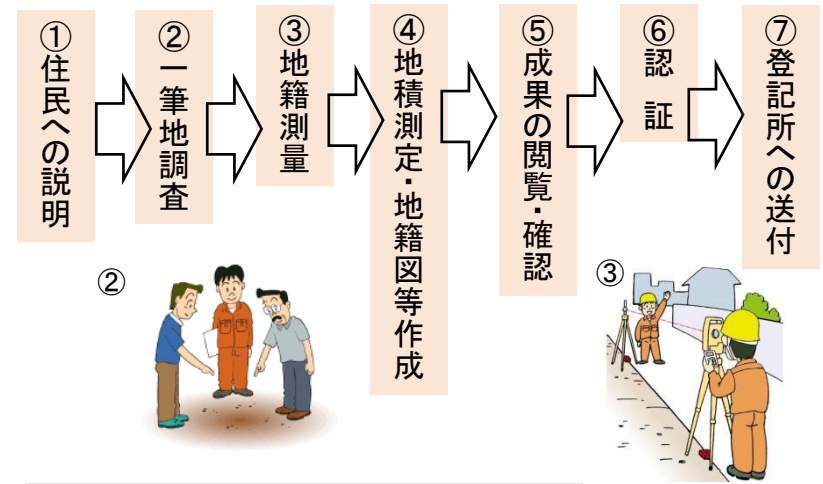 ①住民への説明
②一筆地調査
③地籍測量
④地積測定・地籍図等作成
⑤成果の閲覧・確認
⑥認証
⑦登記所への送付
②
③